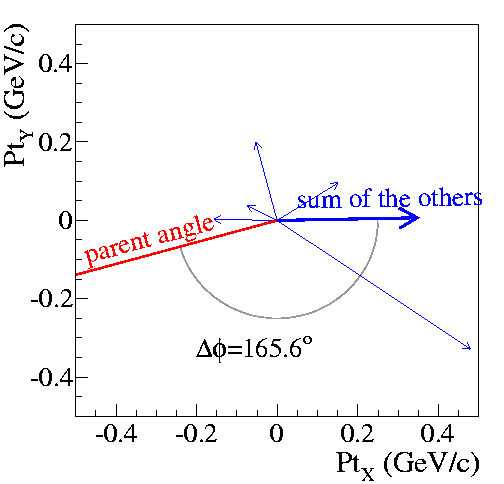 Pt_Y (GeV/c)
0.4
0.2
0
-0.2
-0.4
sum of the others
parent angle
Δϕ=165.6°
-0.4 -0.2 0 0.2 0.4
Pt_X (GeV/c)